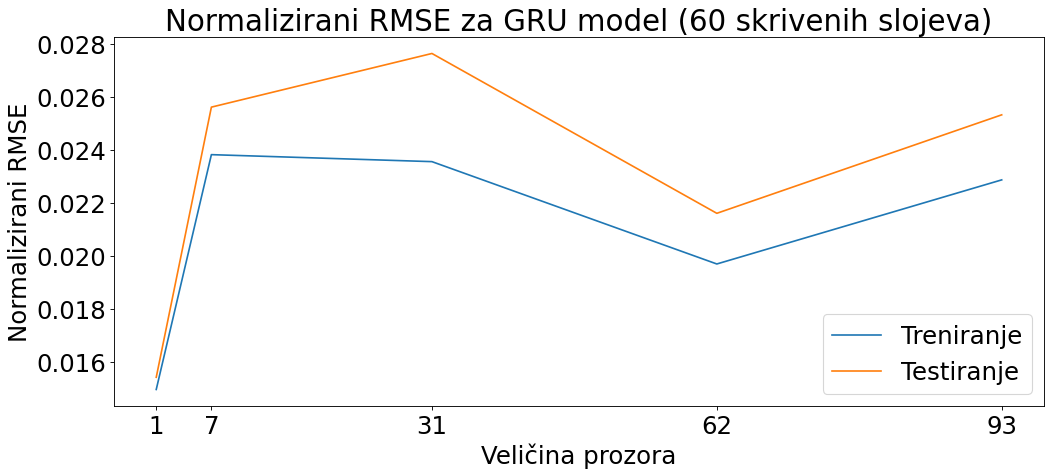 Normalizirani RMSE za GRU model (60 skrivenih slojeva)
Normalizirani RMSE
0.028
0.026
0.024
0.022
0.020
0.018
0.016
Treniranje
Testiranje
1 7 31 62 93
Veličina prozora